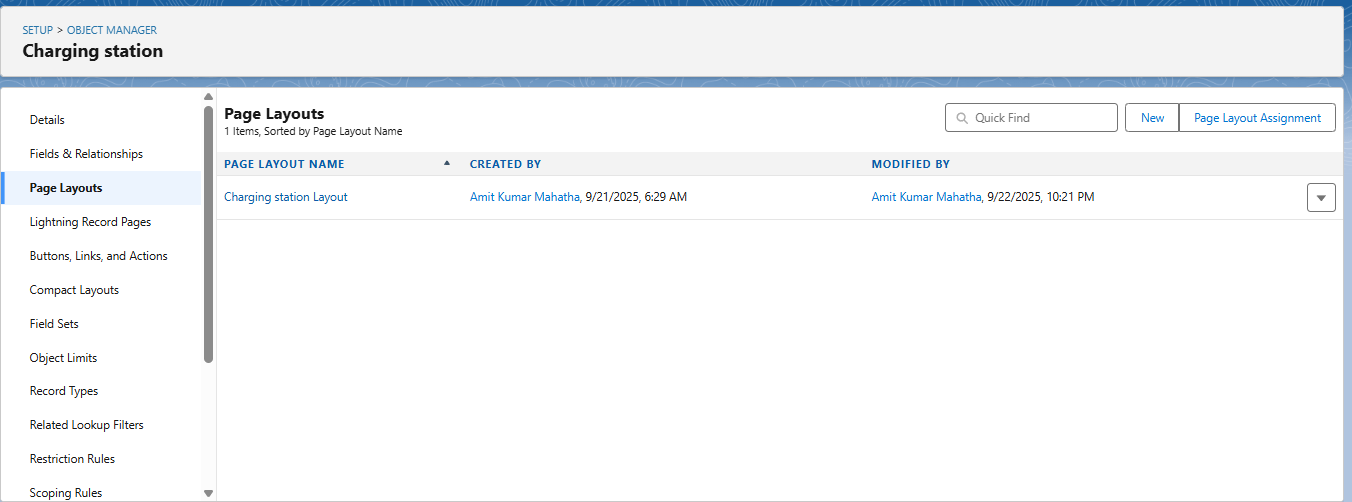 SETUP > OBJECT MANAGER
Charging station
Details
Fields & Relationships
Page Layouts
Lightning Record Pages
Buttons, Links, and Actions
Compact Layouts
Field Sets
Object Limits
Record Types
Related Lookup Filters
Restriction Rules
Scoping Rules
Page Layouts
1 Items, Sorted by Page Layout Name
Quick Find
New
Page Layout Assignment
PAGE LAYOUT NAME CREATED BY MODIFIED BY
Charging station Layout Amit Kumar Mahatha, 9/21/2025, 6:29 AM Amit Kumar Mahatha, 9/22/2025, 10:21 PM